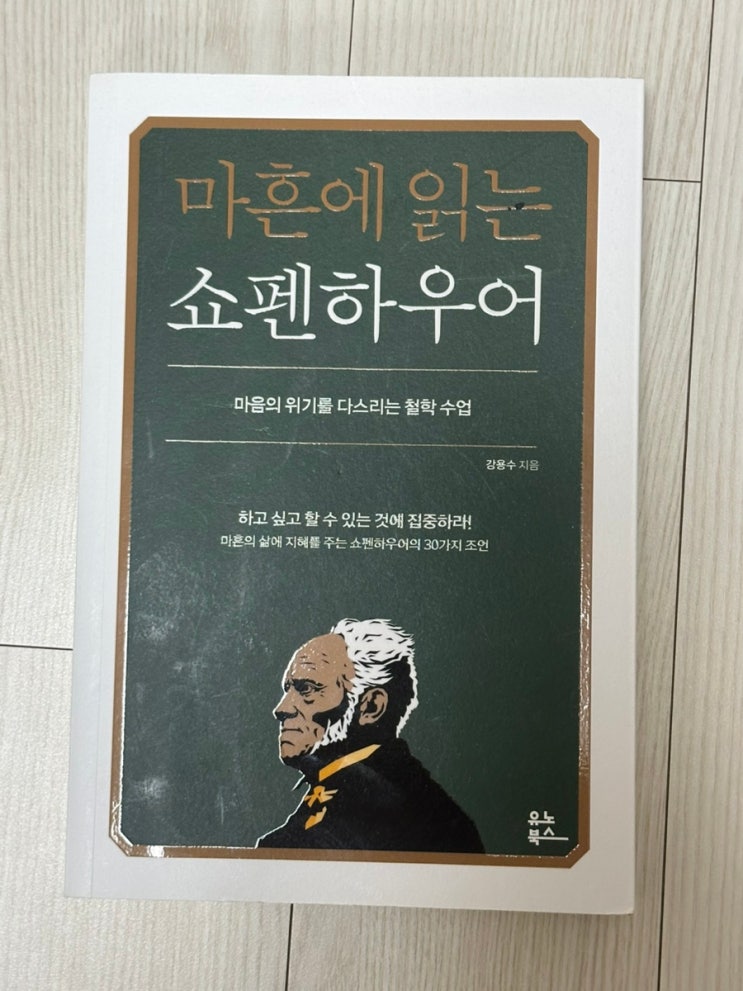 마흔에 읽는
쇼펜하우어
마음의 위기를 다스리는 철학 수업
강용수 지음
하고 싶고 할 수 있는 것에 집중하라!
마흔의 삶에 지혜를 주는 쇼펜하우어의 30가지 조언
유노
북스